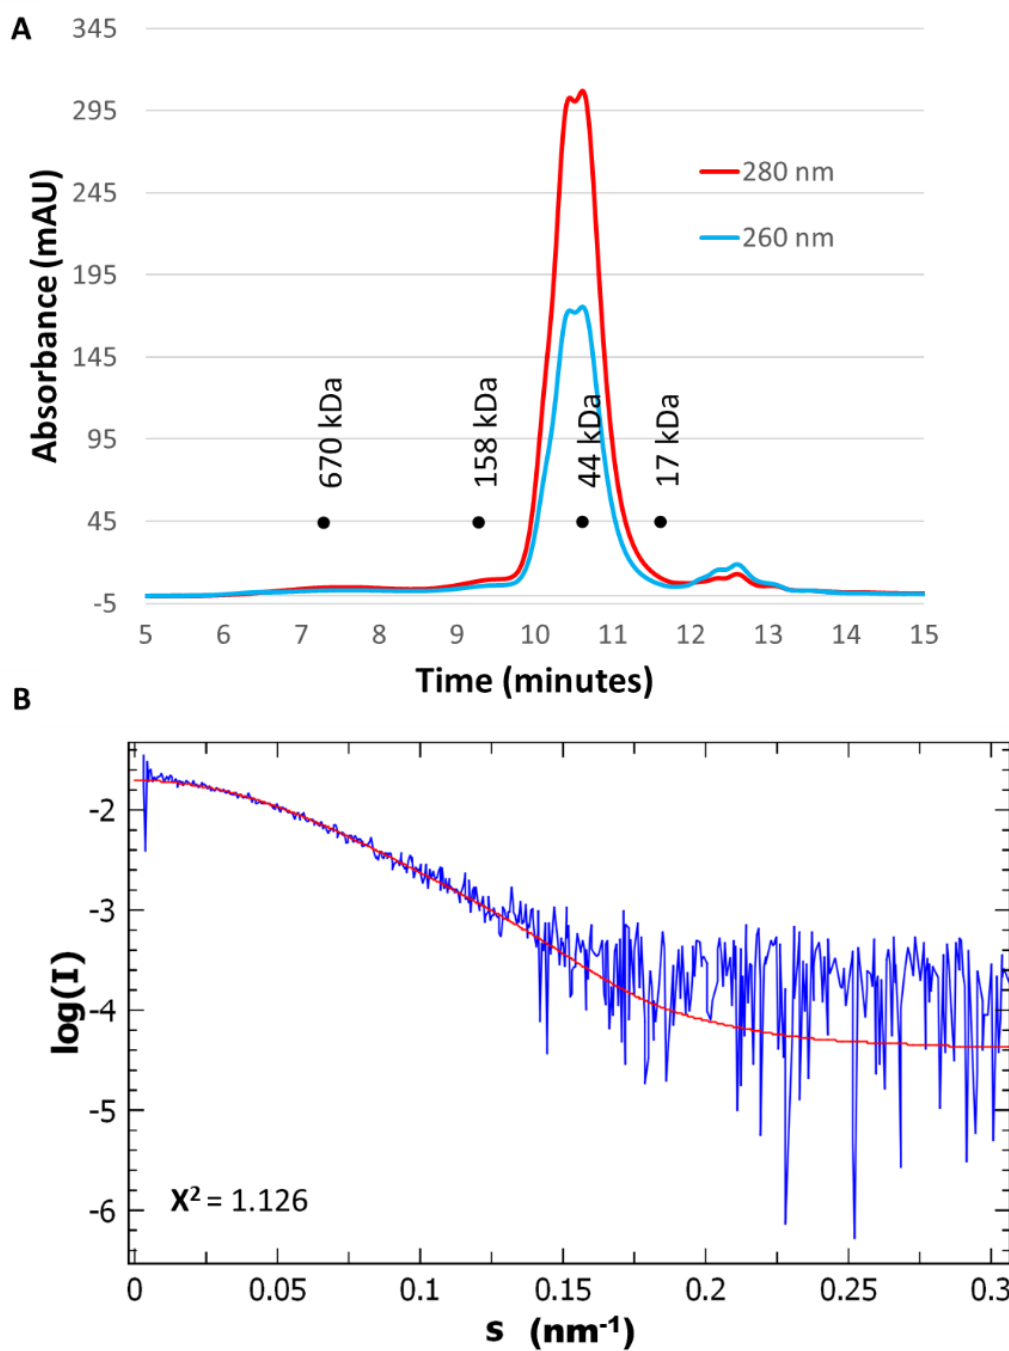 A
345
295
245
195
145
95
45
-5
Absorbance (mAU)
280 nm
260 nm
670 kDa
158 kDa
44 kDa
17 kDa
5 6 7 8 9 10 11 12 13 14 15
Time (minutes)
B
-2
-3
-4
-5
-6
log(I)
X² = 1.126
0 0.05 0.1 0.15 0.2 0.25 0.3
s (nm⁻¹)